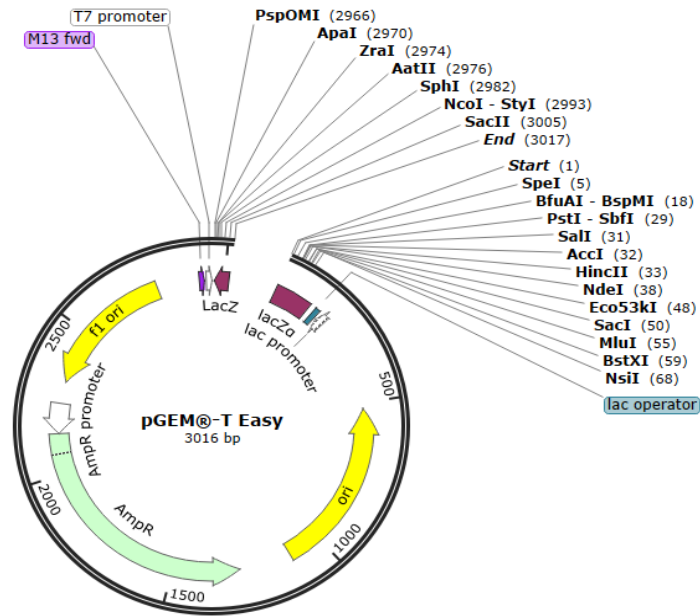 T7 promoter
M13 fwd
PspOMI (2966)
ApaI (2970)
ZraI (2974)
AatII (2976)
SphI (2982)
NcoI - StyI (2993)
SacII (3005)
End (3017)
Start (1)
SpeI (5)
BfuAI - BspMI (18)
PstI - SbfI (29)
SalI (31)
AccI (32)
HincII (33)
NdeI (38)
Eco53kI (48)
SacI (50)
MluI (55)
BstXI (59)
NsiI (68)
lac operator
LacZ
lacZα
lac promoter
f1 ori
2500
500
AmpR promoter
pGEM®-T Easy
3016 bp
2000
AmpR
ori
1000
1500